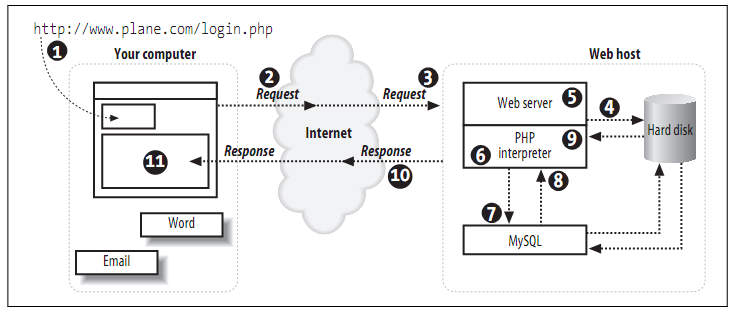 http://www.plane.com/login.php
1
Your computer
2
3
Web host
Request
Request
Web server
5
4
Internet
PHP
interpreter
9
Hard disk
6
Response
Response
11
10
8
7
Word
MySQL
Email